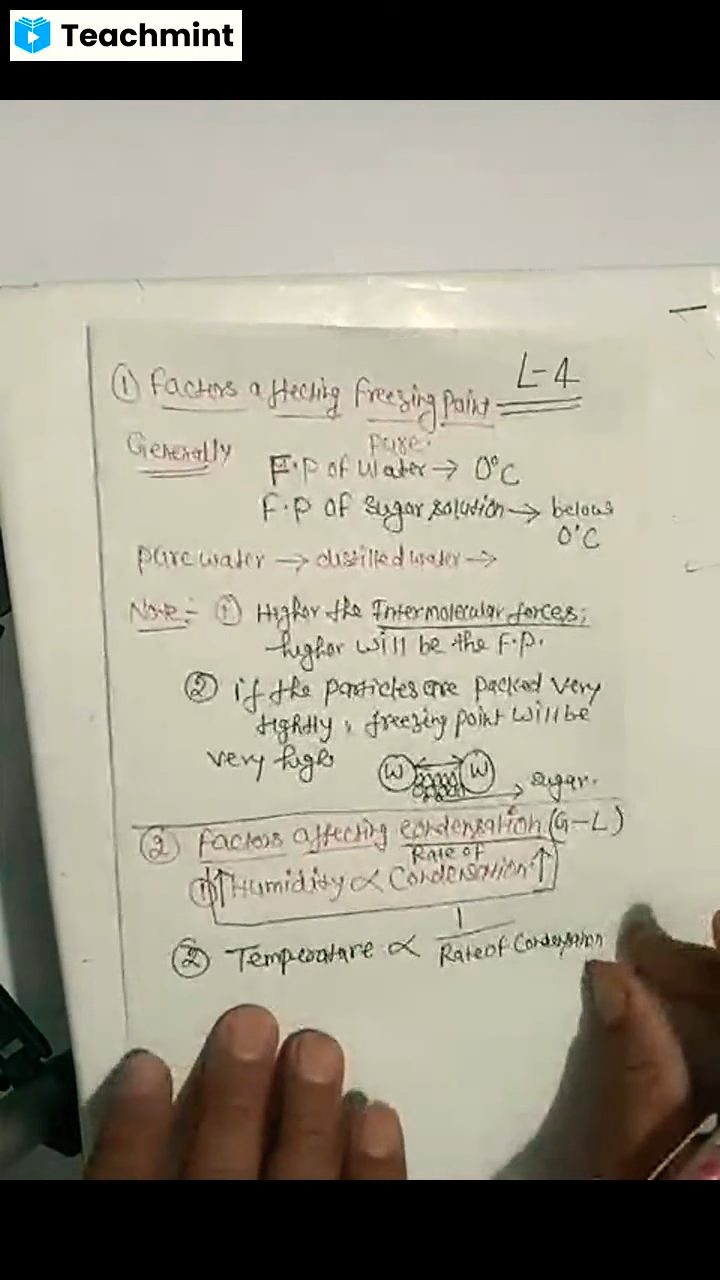 Teachmint
L-4
① Factors affecting freezing point
Generally
pure.
F.P of water → 0°C
F.P of sugar solution → below
0°C
pure water → distilled water →
Note:- ① Higher the Intermolecular forces;
higher will be the F.P.
② if the particles are packed very
tightly, freezing point will be
very high
W W → sugar.
② Factors affecting condensation (G-L)
Rate of
① ↑ Humidity ∝ Condensation ↑
② Temperature ∝ 1
Rate of Condensation